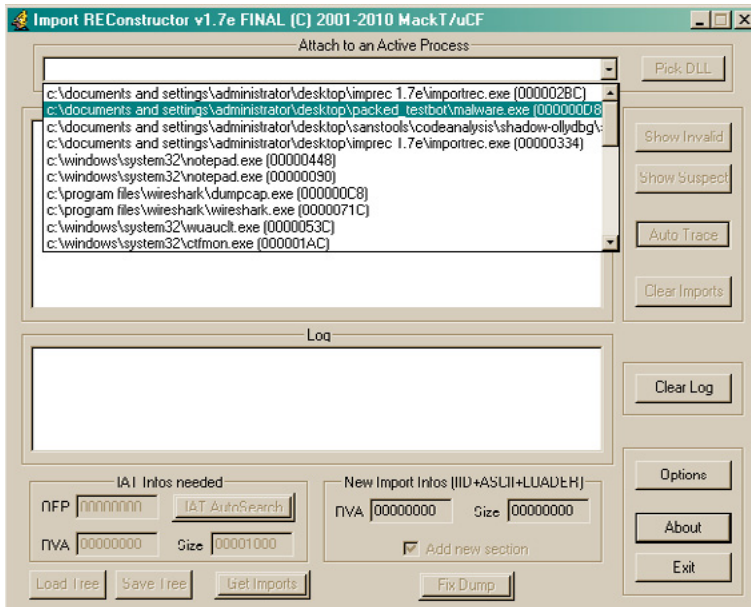 Import REConstructor v1.7e FINAL (C) 2001-2010 MackT/uCF
Attach to an Active Process
Pick DLL
c:\documents and settings\administrator\desktop\imprec 1.7e\importrec.exe (000002BC)
c:\documents and settings\administrator\desktop\packed_testbot\malware.exe (000000D8
c:\documents and settings\administrator\desktop\sanstools\codeanalysis\shadow-ollydbg\
c:\documents and settings\administrator\desktop\imprec 1.7e\importrec.exe (00000334)
c:\windows\system32\notepad.exe (00000448)
c:\windows\system32\notepad.exe (00000090)
c:\program files\wireshark\dumpcap.exe (000000C8)
c:\program files\wireshark\wireshark.exe (0000071C)
c:\windows\system32\wuauclt.exe (0000053C)
c:\windows\system32\ctfmon.exe (000001AC)
Show Invalid
Show Suspect
Auto Trace
Clear Imports
Log
Clear Log
IAT Infos needed
OEP 00000000 IAT AutoSearch
RVA 00000000 Size 00001000
New Import Infos (IID+ASCII+LOADER)
RVA 00000000 Size 00000000
Add new section
Options
About
Exit
Load Tree Save Tree Get Imports Fix Dump